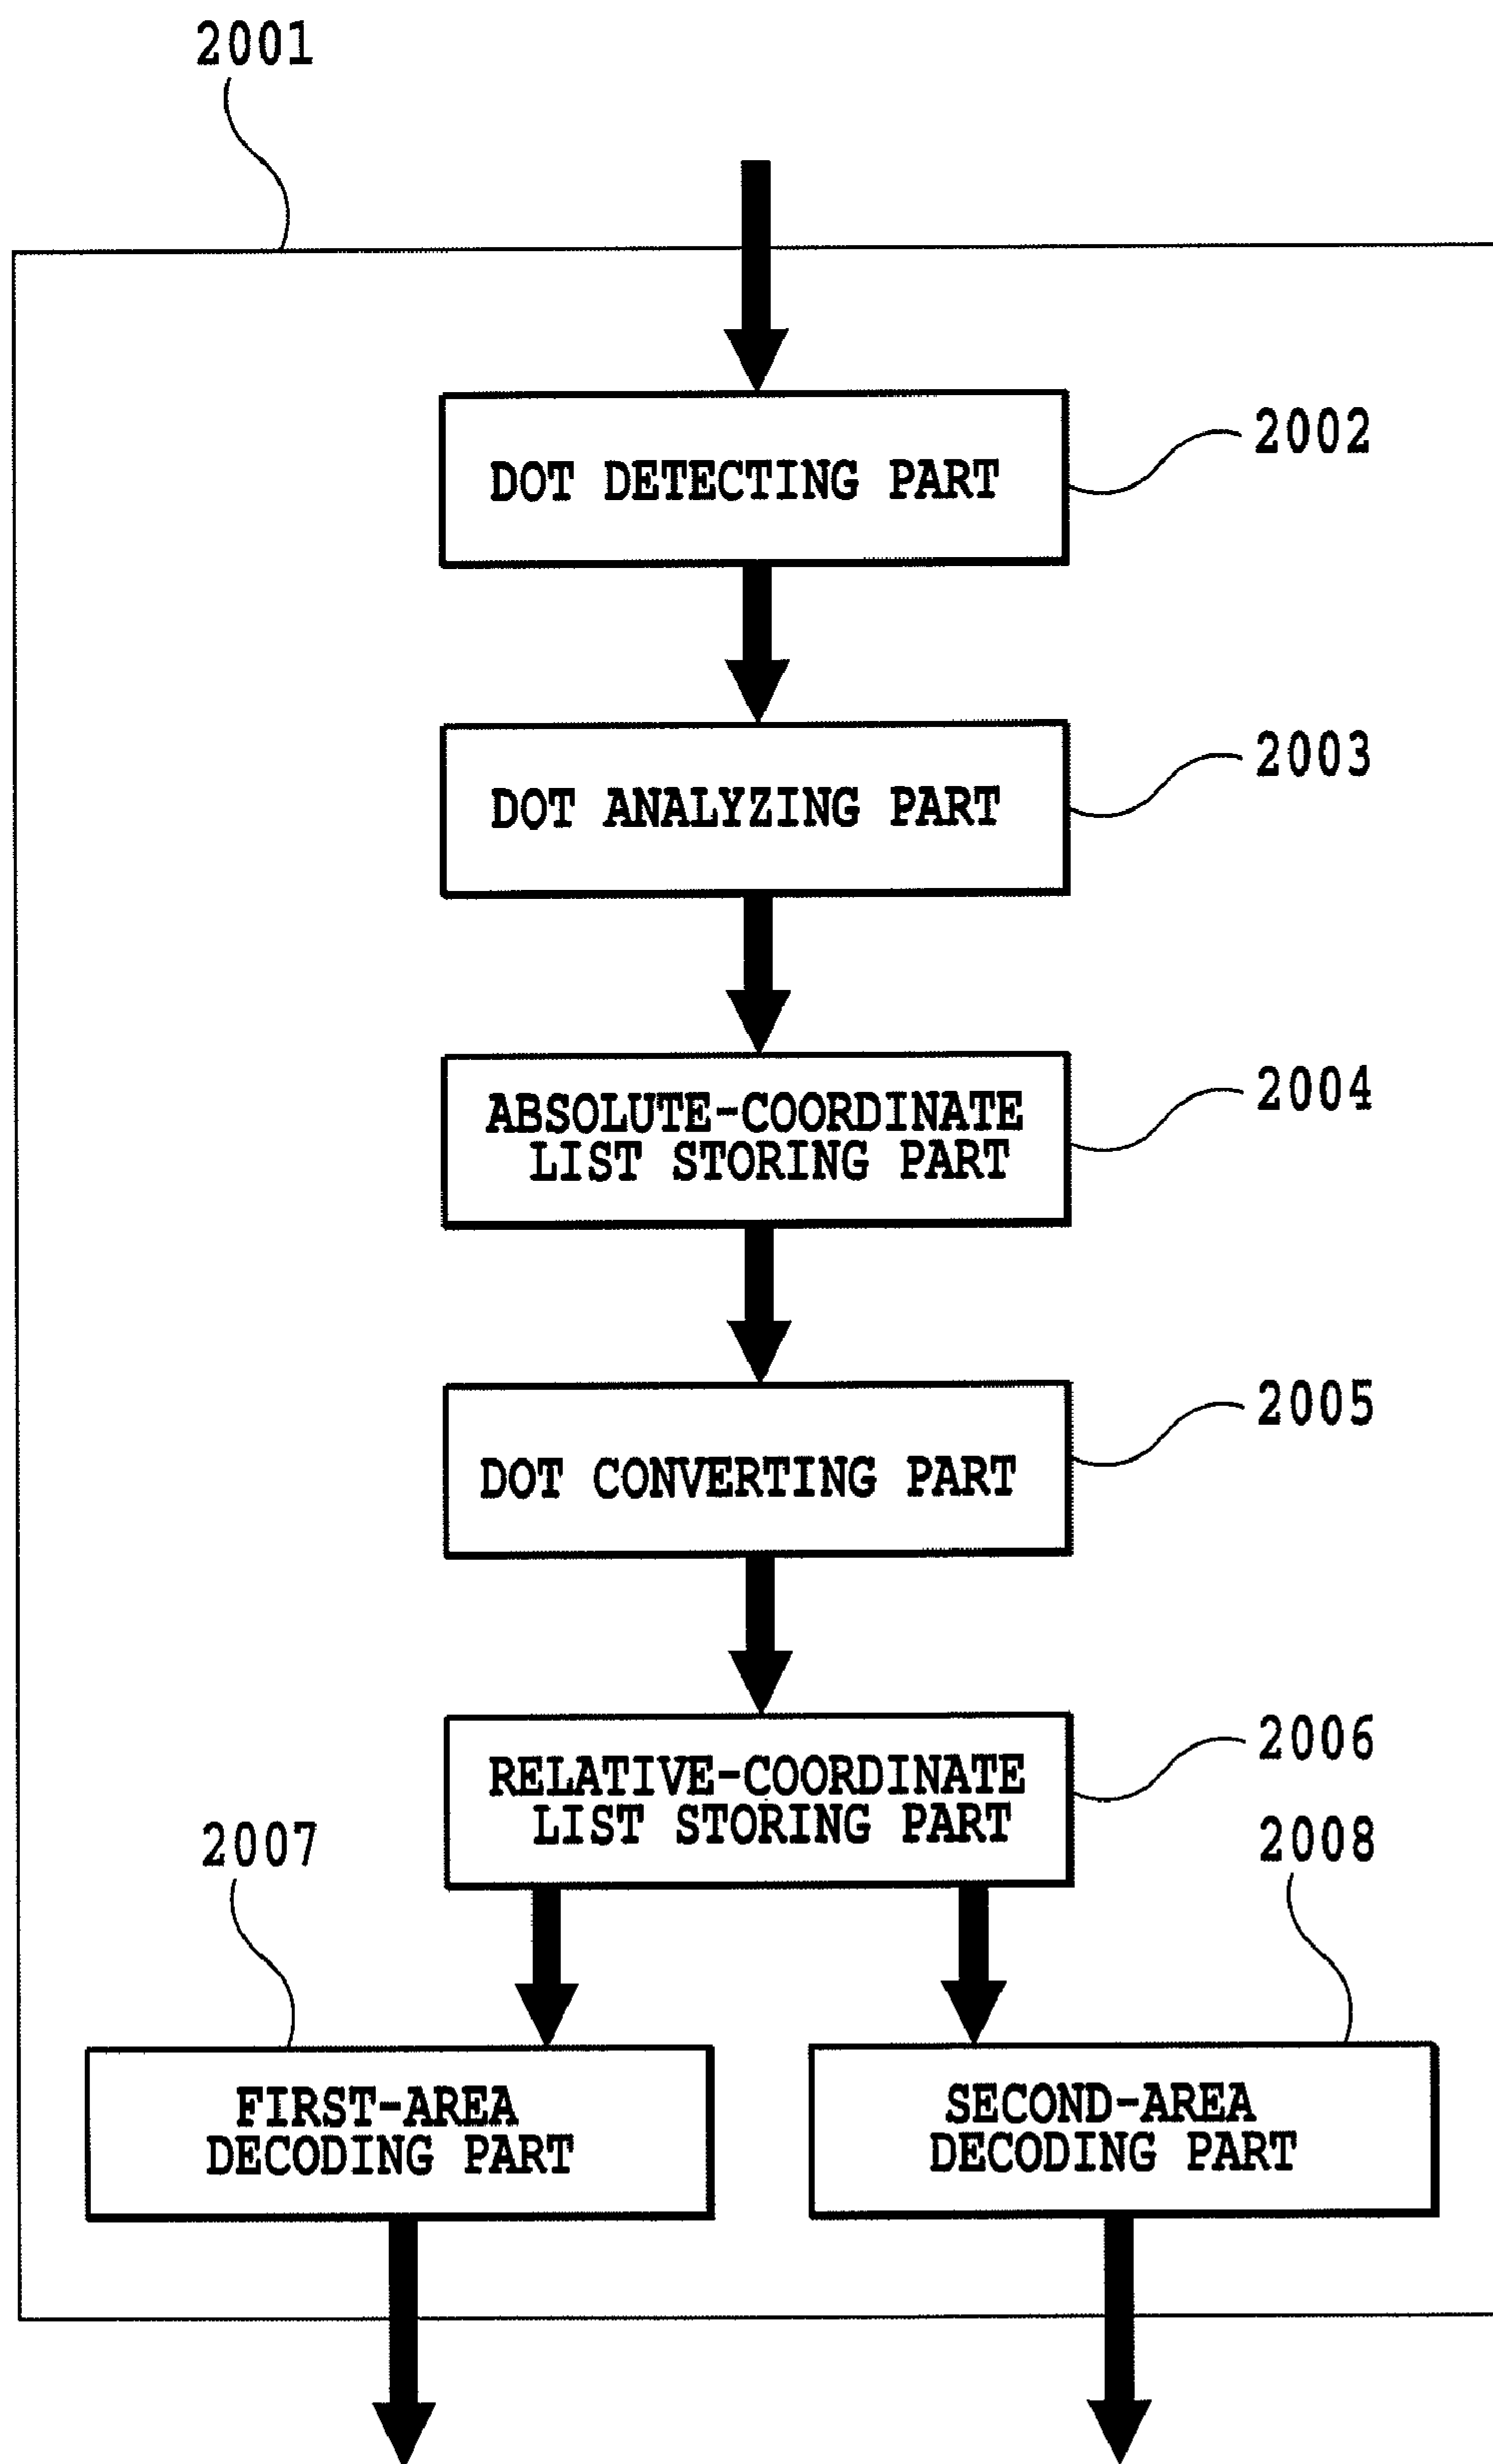 2001
DOT DETECTING PART
2002
DOT ANALYZING PART
2003
ABSOLUTE-COORDINATE
LIST STORING PART
2004
DOT CONVERTING PART
2005
RELATIVE-COORDINATE
LIST STORING PART
2006
2007
2008
FIRST-AREA
DECODING PART
SECOND-AREA
DECODING PART